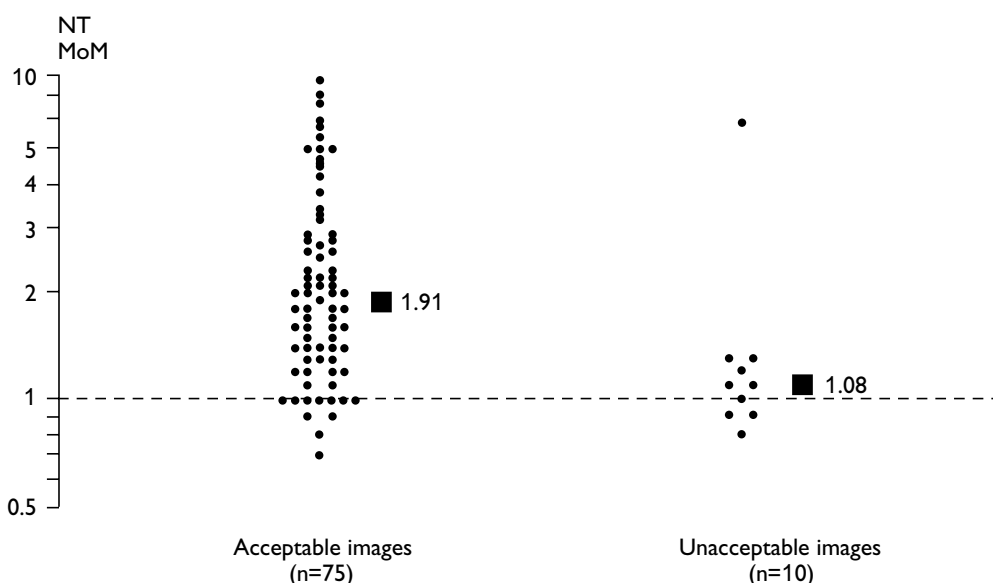 NT
MoM
10
5
4
3
2
1
0.5
1.91
1.08
Acceptable images
(n=75)
Unacceptable images
(n=10)